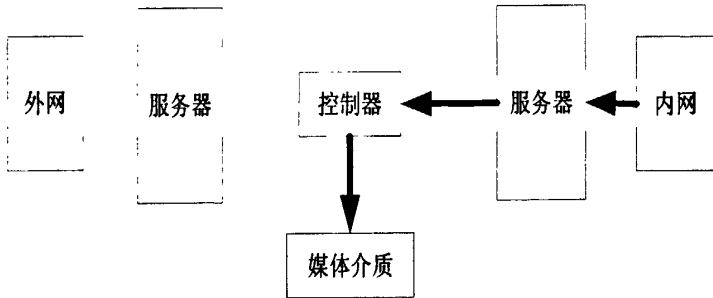 外网
服务器
控制器
服务器
内网
媒体介质